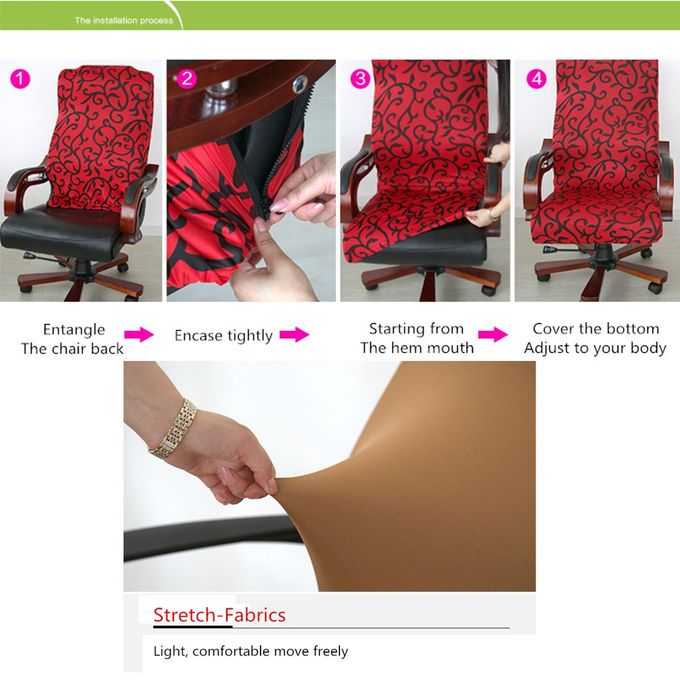 The installation process
1
2
3
4
Entangle
The chair back
Encase tightly
Starting from
The hem mouth
Cover the bottom
Adjust to your body
Stretch-Fabrics
Light, comfortable move freely